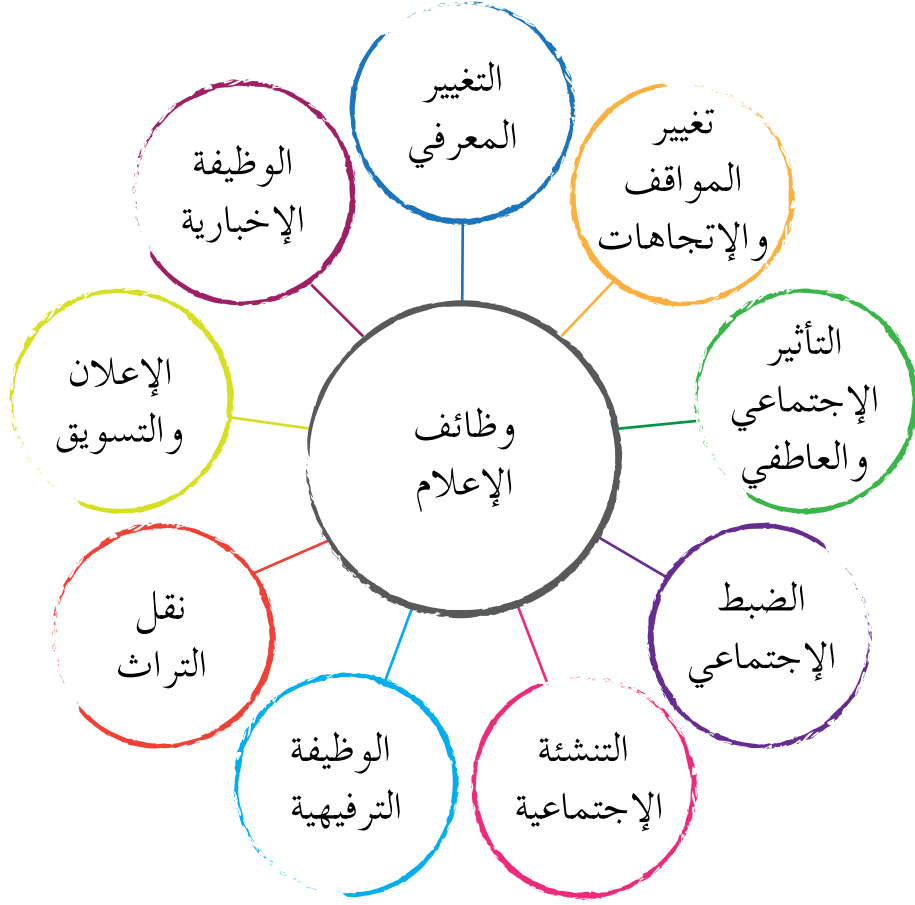 وظائف
الإعلام
التغيير
المعرفي
تغيير
المواقف
والإتجاهات
التأثير
الإجتماعي
والعاطفي
الضبط
الإجتماعي
التنشئة
الإجتماعية
الوظيفة
الترفيهية
نقل
التراث
الإعلان
والتسويق
الوظيفة
الإخبارية